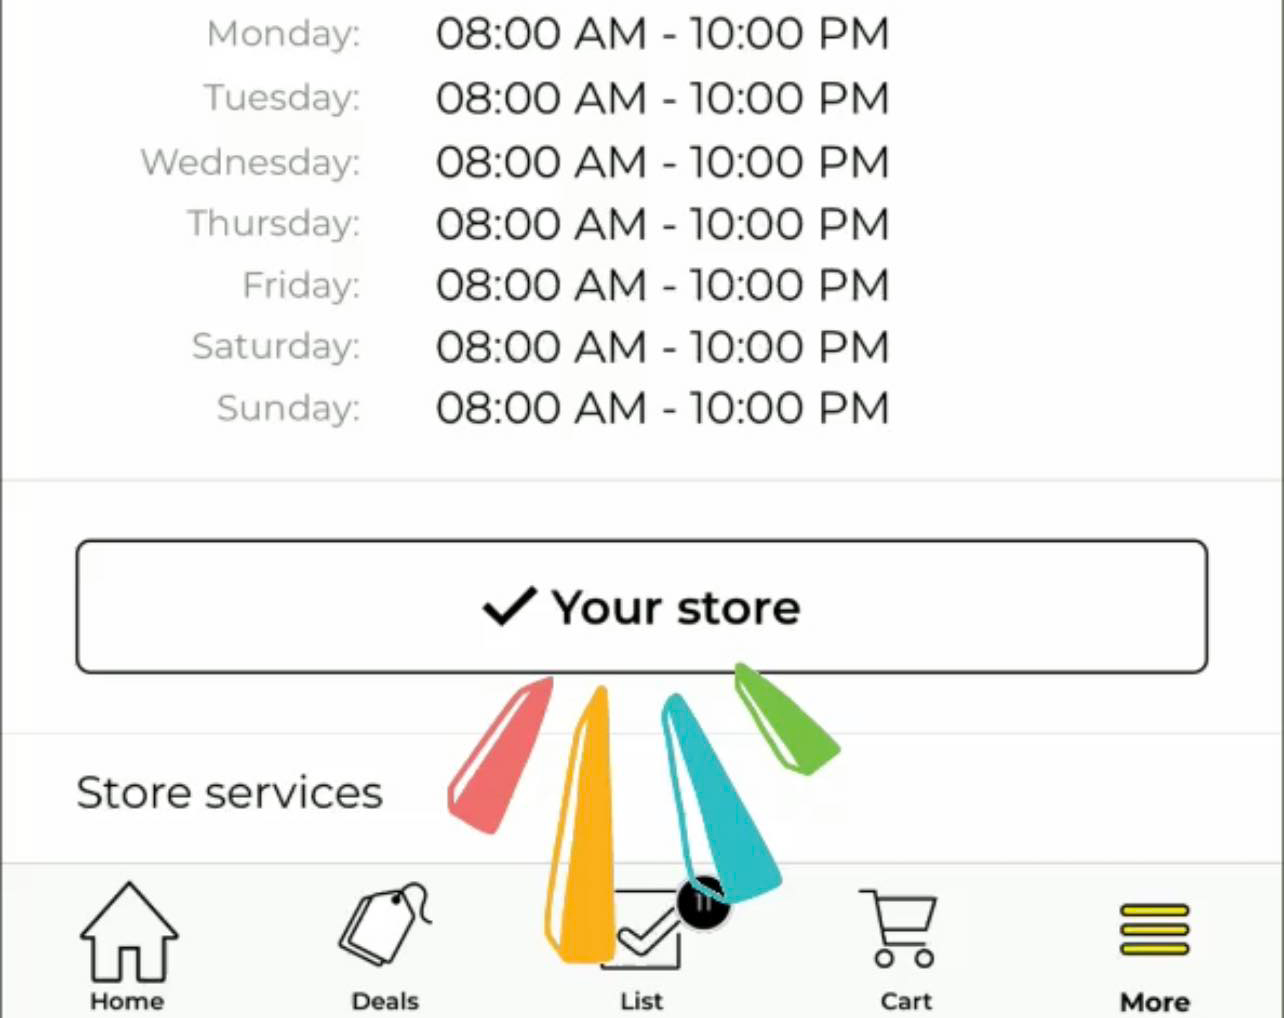 Monday: 08:00 AM - 10:00 PM
Tuesday: 08:00 AM - 10:00 PM
Wednesday: 08:00 AM - 10:00 PM
Thursday: 08:00 AM - 10:00 PM
Friday: 08:00 AM - 10:00 PM
Saturday: 08:00 AM - 10:00 PM
Sunday: 08:00 AM - 10:00 PM
Your store
Store services
Home Deals List Cart More